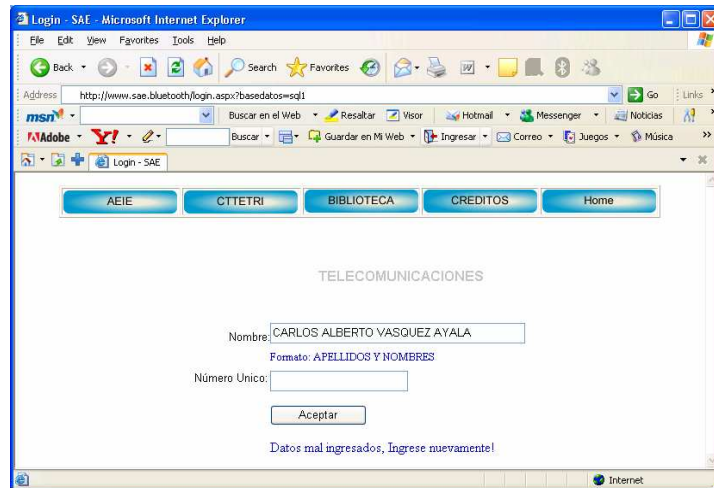 Login - SAE - Microsoft Internet Explorer
File Edit View Favorites Tools Help
Back Search Favorites
Address http://www.sae.bluetooth/login.aspx?basedatos=sql1 Go Links
msn Buscar en el Web Resaltar Visor Hotmail Messenger Noticias
Adobe Y! Buscar Guardar en Mi Web Ingresar Correo Juegos Música
Login - SAE
AEIE CTTETRI BIBLIOTECA CREDITOS Home
TELECOMUNICACIONES
Nombre: CARLOS ALBERTO VASQUEZ AYALA
Formato: APELLIDOS Y NOMBRES
Número Unico:
Aceptar
Datos mal ingresados, Ingrese nuevamente!
Internet